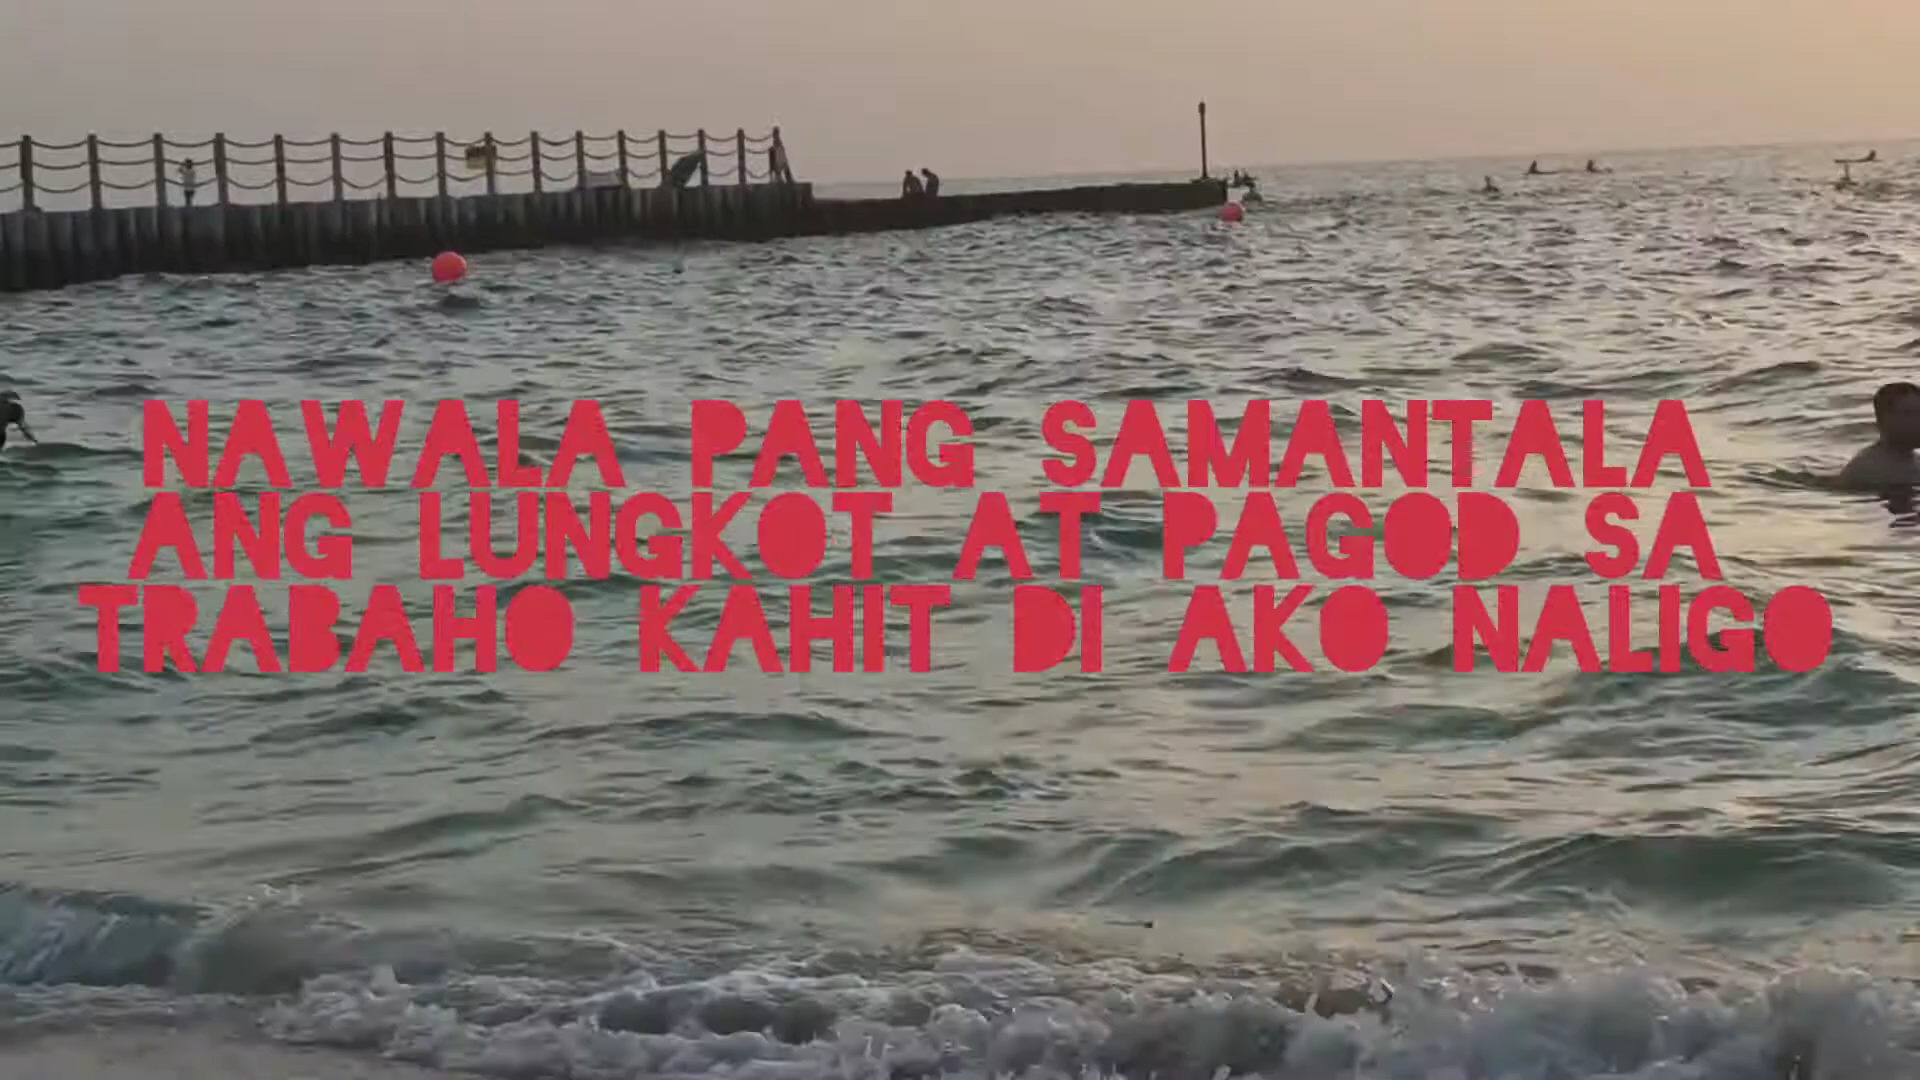 NAWALA PANG SAMANTALA
ANG LUNGKOT AT PAGOD SA
TRABAHO KAHIT DI AKO NALIGO